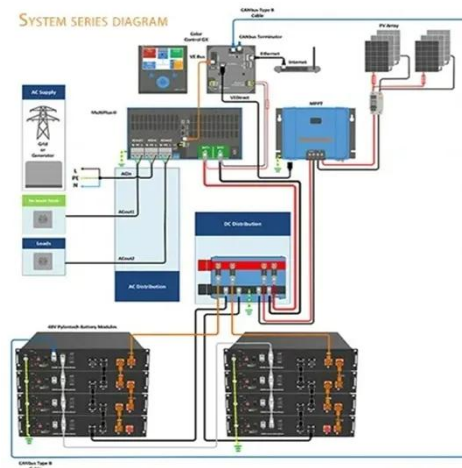 SYSTEM SERIES DIAGRAM
CANbus Type B
Cable
PV Array
Color
Control GX
CANbus Terminator
VE Bus
Ethernet
Internet
AC Supply
MultiPlus-II
VE.Direct
MPPT
Grid
or
Generator
L
PE
N
ACin
ACout1
Loads
ACout2
AC Distribution
DC Distribution
48V Pylontech Battery Modules
CANbus Type B